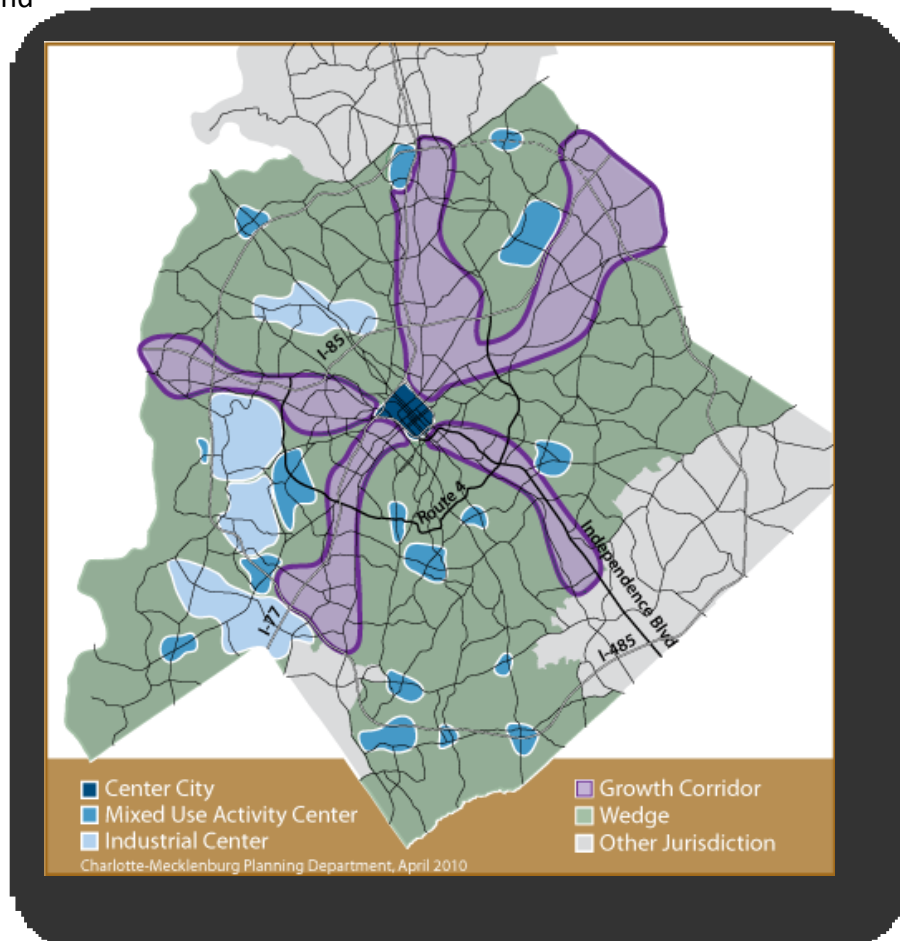 I-85
Route 4
Independence Blvd
I-77
I-485
Center City
Mixed Use Activity Center
Industrial Center
Growth Corridor
Wedge
Other Jurisdiction
Charlotte-Mecklenburg Planning Department, April 2010